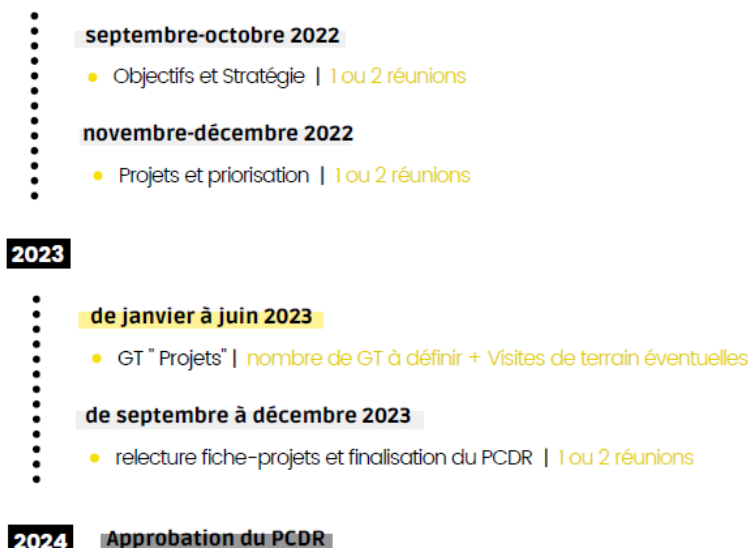 septembre-octobre 2022
Objectifs et Stratégie | 1 ou 2 réunions
novembre-décembre 2022
Projets et priorisation | 1 ou 2 réunions
2023
de janvier à juin 2023
GT " Projets" | nombre de GT à définir + Visites de terrain éventuelles
de septembre à décembre 2023
relecture fiche-projets et finalisation du PCDR | 1 ou 2 réunions
2024 Approbation du PCDR